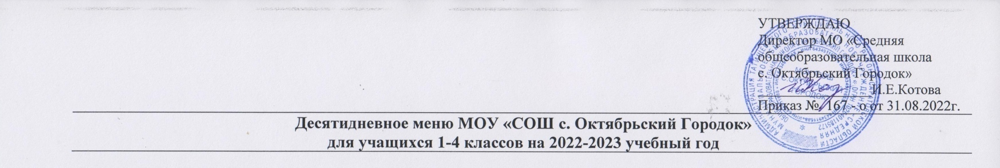 УТВЕРЖДАЮ
Директор МО «Средняя
общеобразовательная школа
с. Октябрьский Городок»
И.Е.Котова
Приказ № 167 - о от 31.08.2022г.
Десятидневное меню МОУ «СОШ с. Октябрьский Городок»
для учащихся 1-4 классов на 2022-2023 учебный год